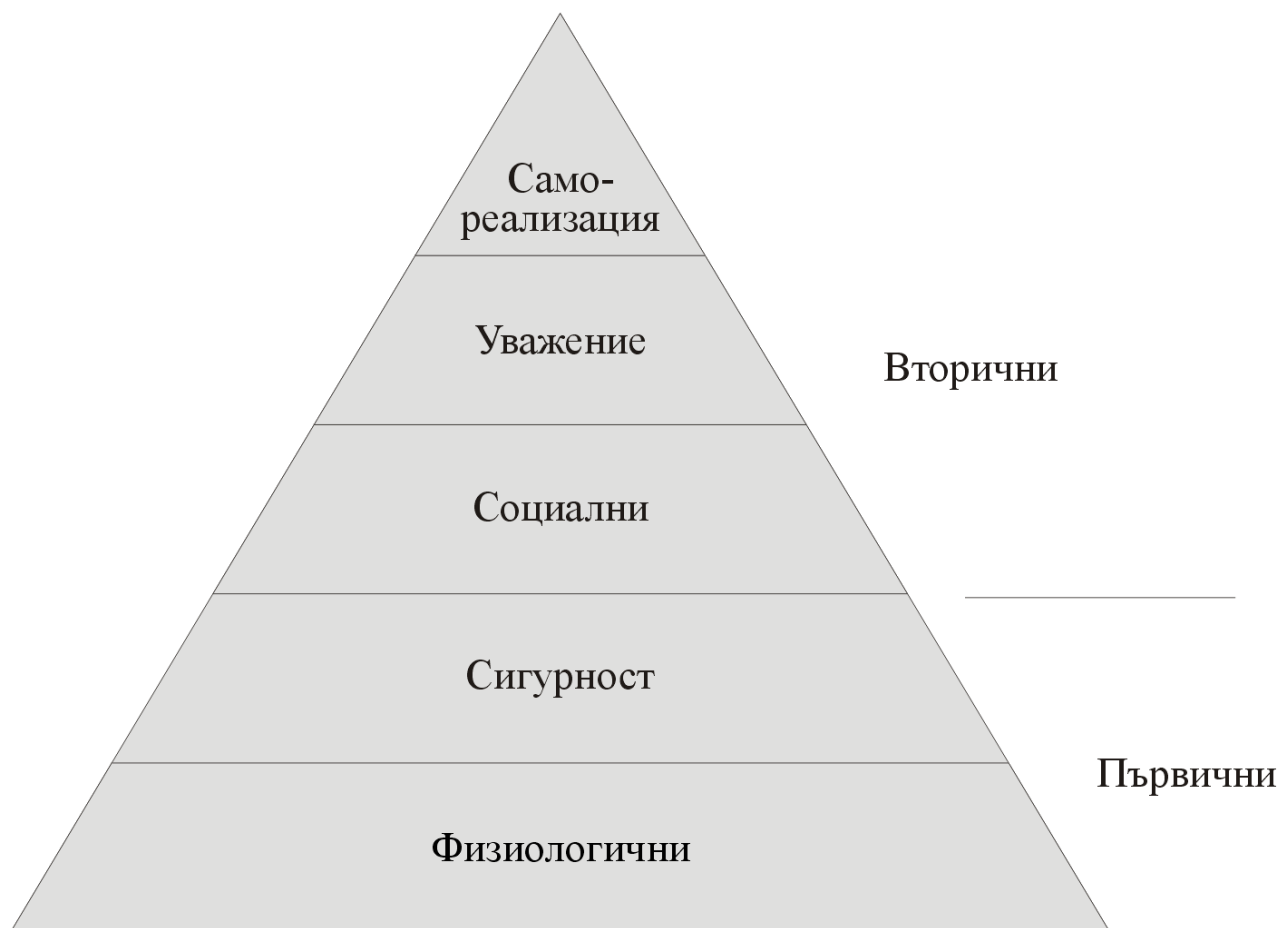 Само-
реализация
Уважение
Вторични
Социални
Сигурност
Първични
Физиологични